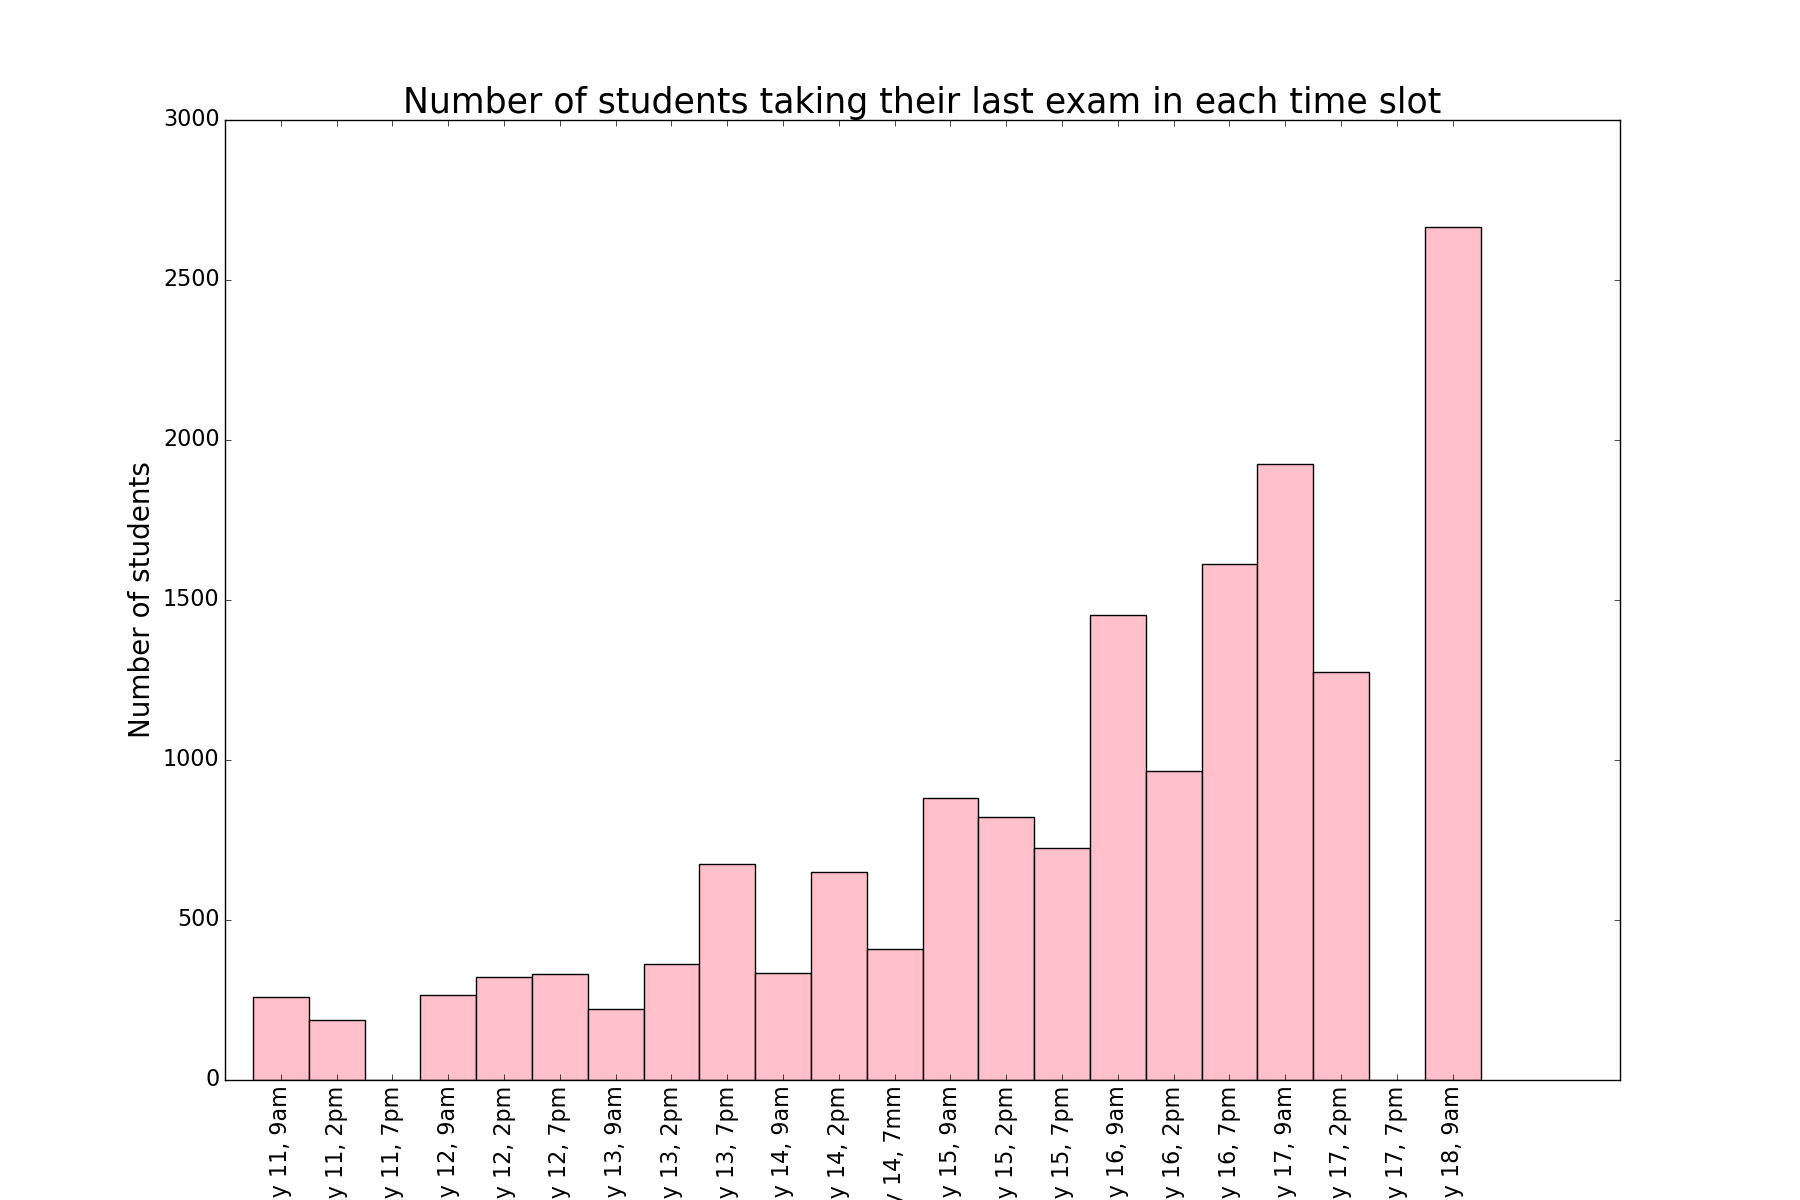 Number of students taking their last exam in each time slot
Number of students
3000
2500
2000
1500
1000
500
0
y 11, 9am
y 11, 2pm
y 11, 7pm
y 12, 9am
y 12, 2pm
y 12, 7pm
y 13, 9am
y 13, 2pm
y 13, 7pm
y 14, 9am
y 14, 2pm
y 14, 7mm
y 15, 9am
y 15, 2pm
y 15, 7pm
y 16, 9am
y 16, 2pm
y 16, 7pm
y 17, 9am
y 17, 2pm
y 17, 7pm
y 18, 9am